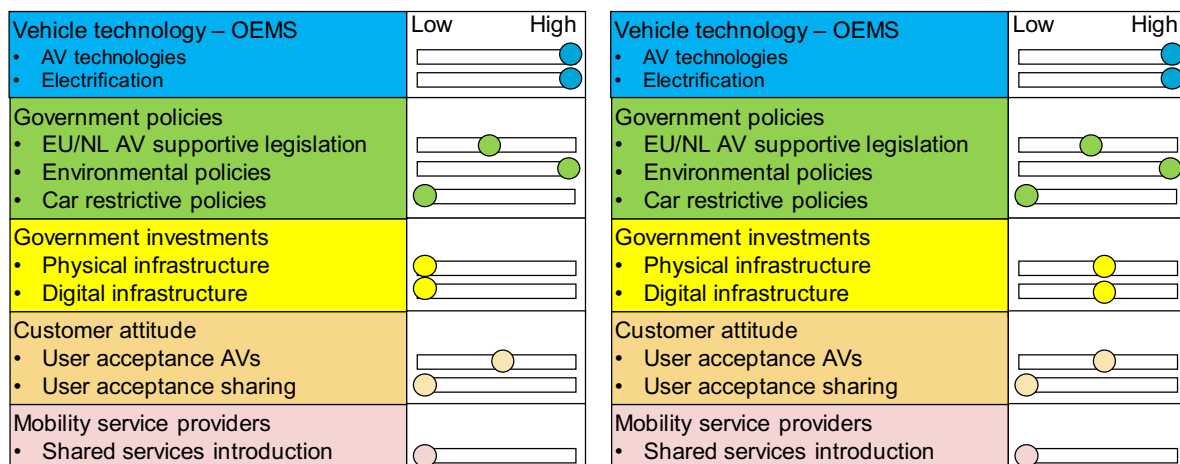 Vehicle technology – OEMS
Low High
• AV technologies
• Electrification
Government policies
• EU/NL AV supportive legislation
• Environmental policies
• Car restrictive policies
Government investments
• Physical infrastructure
• Digital infrastructure
Customer attitude
• User acceptance AVs
• User acceptance sharing
Mobility service providers
• Shared services introduction
Vehicle technology – OEMS
Low High
• AV technologies
• Electrification
Government policies
• EU/NL AV supportive legislation
• Environmental policies
• Car restrictive policies
Government investments
• Physical infrastructure
• Digital infrastructure
Customer attitude
• User acceptance AVs
• User acceptance sharing
Mobility service providers
• Shared services introduction